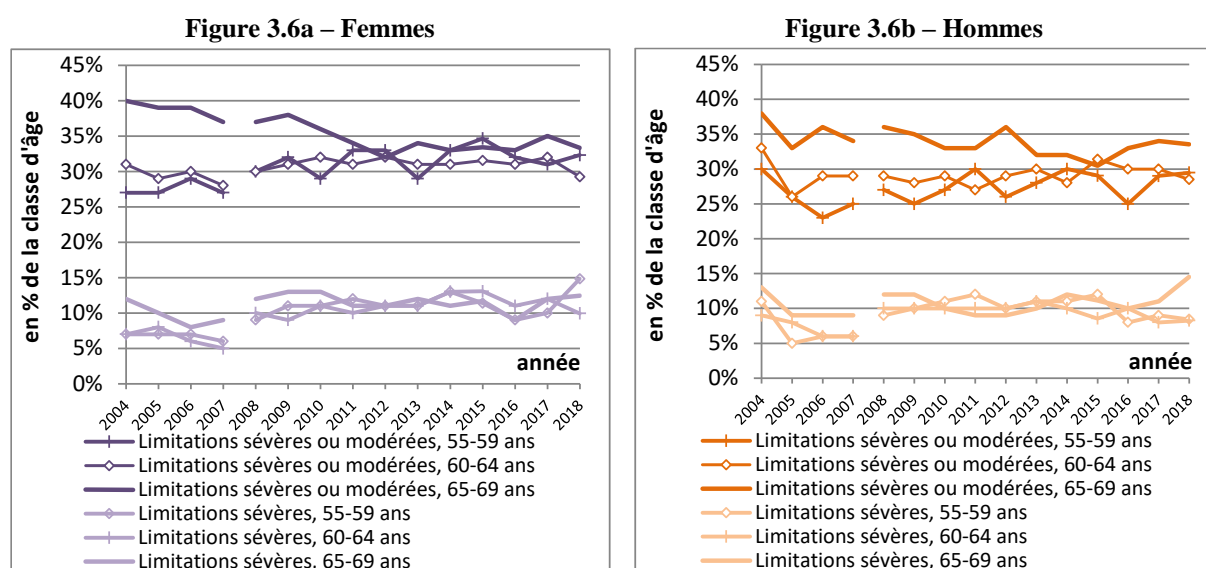 Figure 3.6a – Femmes
45%
40%
35%
30%
25%
20%
15%
10%
5%
0%
en % de la classe d'âge
année
2004 2005 2006 2007 2008 2009 2010 2011 2012 2013 2014 2015 2016 2017 2018
Limitations sévères ou modérées, 55-59 ans
Limitations sévères ou modérées, 60-64 ans
Limitations sévères ou modérées, 65-69 ans
Limitations sévères, 55-59 ans
Limitations sévères, 60-64 ans
Limitations sévères, 65-69 ans
Figure 3.6b – Hommes
45%
40%
35%
30%
25%
20%
15%
10%
5%
0%
en % de la classe d'âge
année
2004 2005 2006 2007 2008 2009 2010 2011 2012 2013 2014 2015 2016 2017 2018
Limitations sévères ou modérées, 55-59 ans
Limitations sévères ou modérées, 60-64 ans
Limitations sévères ou modérées, 65-69 ans
Limitations sévères, 55-59 ans
Limitations sévères, 60-64 ans
Limitations sévères, 65-69 ans